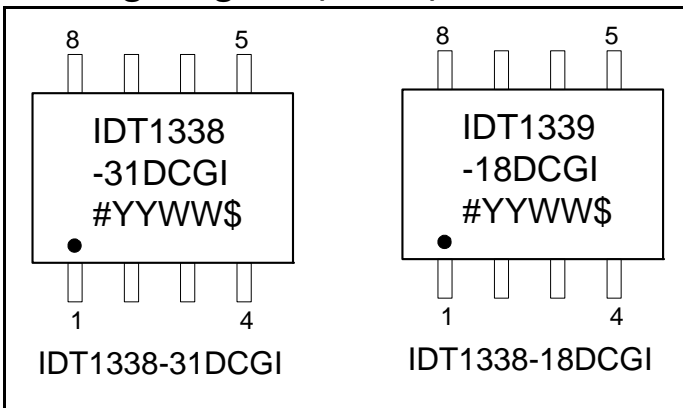 8 5
IDT1338
-31DCGI
#YYWW$
1 4
IDT1338-31DCGI
8 5
IDT1339
-18DCGI
#YYWW$
1 4
IDT1338-18DCGI